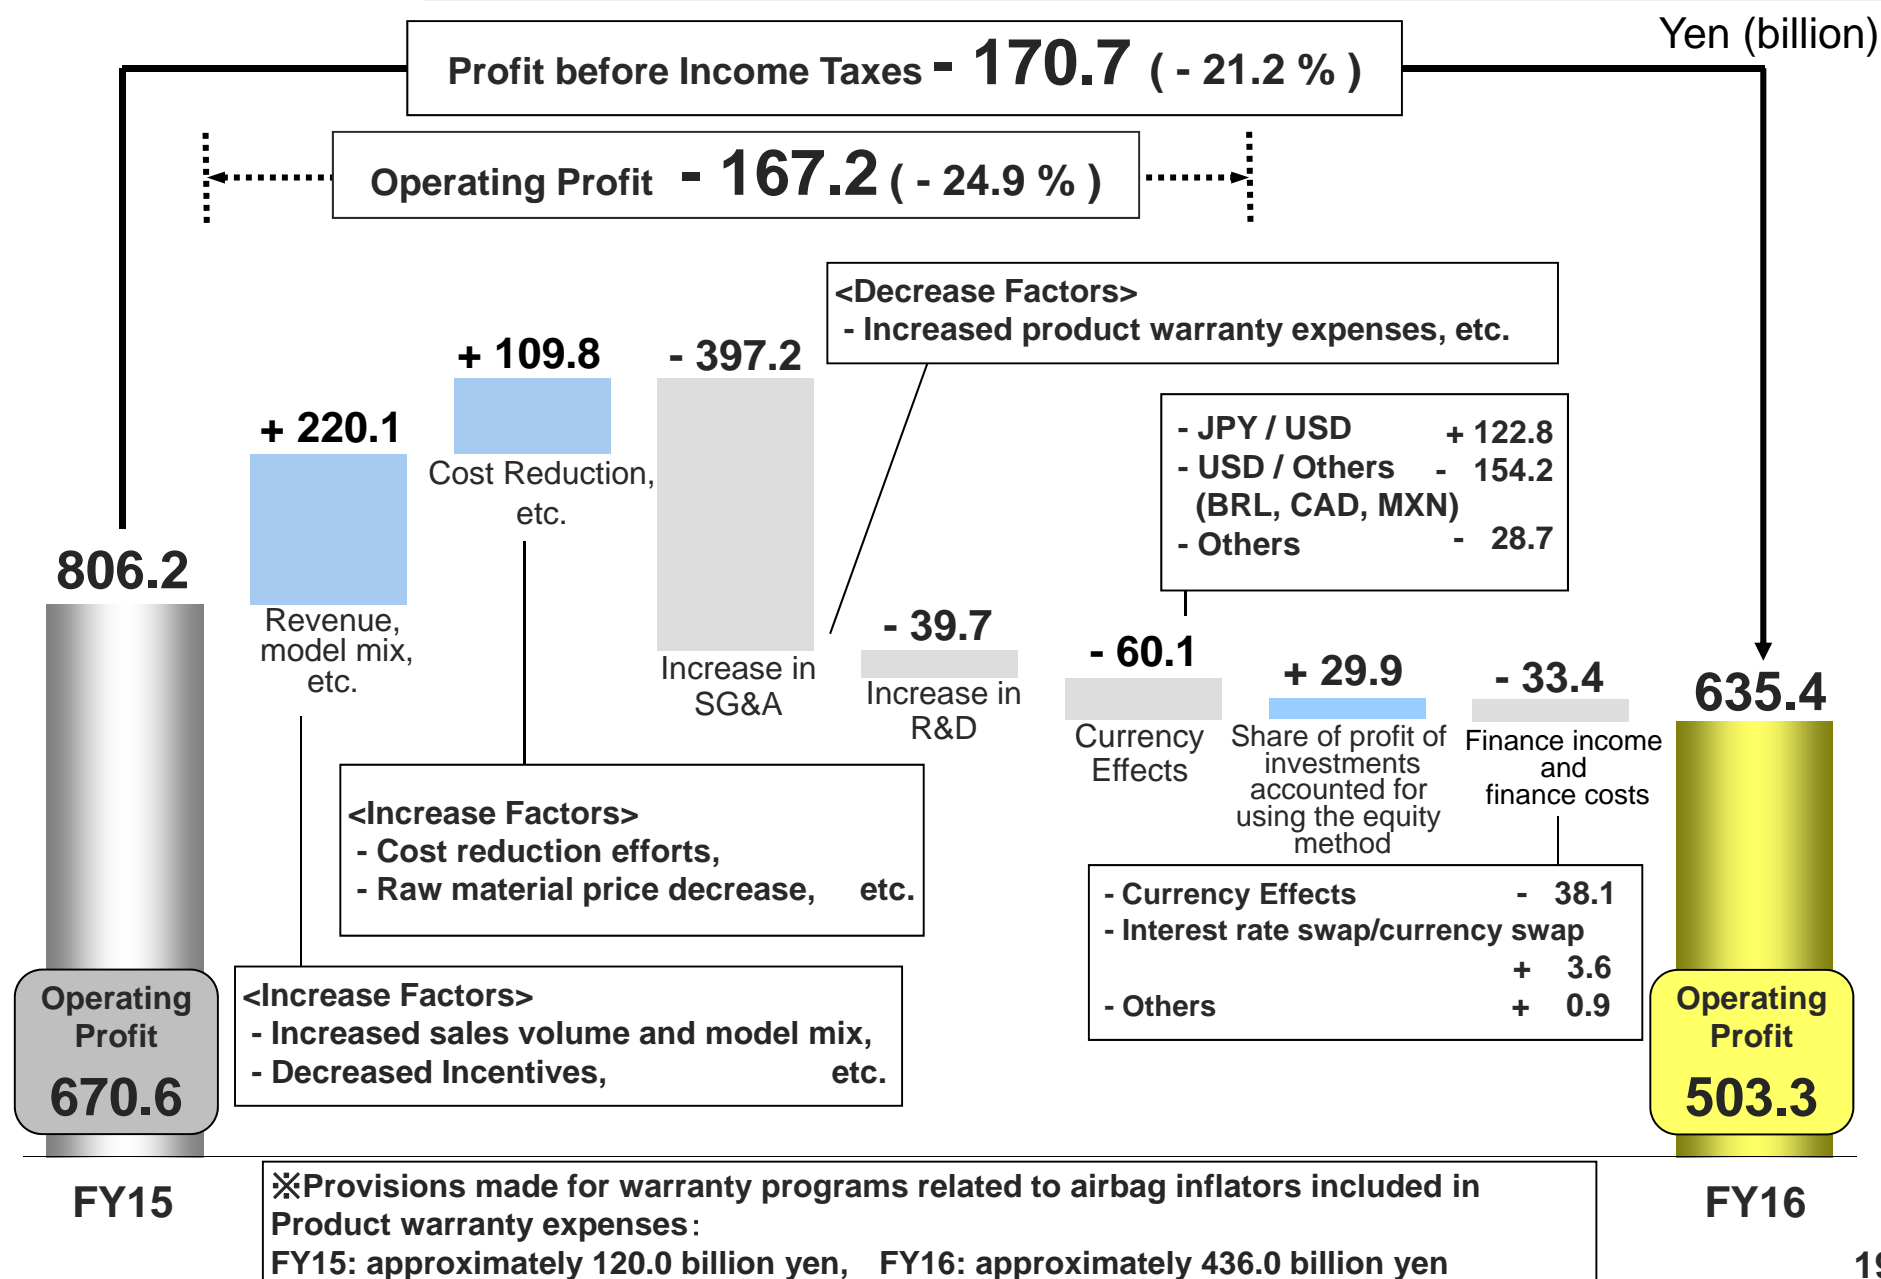 Yen (billion)
Profit before Income Taxes - 170.7 ( - 21.2 % )
Operating Profit - 167.2 ( - 24.9 % )
<Decrease Factors>
- Increased product warranty expenses, etc.
+ 220.1
Revenue,
model mix,
etc.
+ 109.8
Cost Reduction,
etc.
- 397.2
Increase in
SG&A
- 39.7
Increase in
R&D
- JPY / USD + 122.8
- USD / Others - 154.2
(BRL, CAD, MXN)
- Others - 28.7
- 60.1
Currency
Effects
+ 29.9
Share of profit of
investments
accounted for
using the equity
method
- 33.4
Finance income
and
finance costs
806.2
635.4
<Increase Factors>
- Cost reduction efforts,
- Raw material price decrease, etc.
- Currency Effects - 38.1
- Interest rate swap/currency swap
+ 3.6
- Others + 0.9
<Increase Factors>
- Increased sales volume and model mix,
- Decreased Incentives, etc.
Operating
Profit
670.6
Operating
Profit
503.3
FY15
FY16
※Provisions made for warranty programs related to airbag inflators included in
Product warranty expenses:
FY15: approximately 120.0 billion yen, FY16: approximately 436.0 billion yen